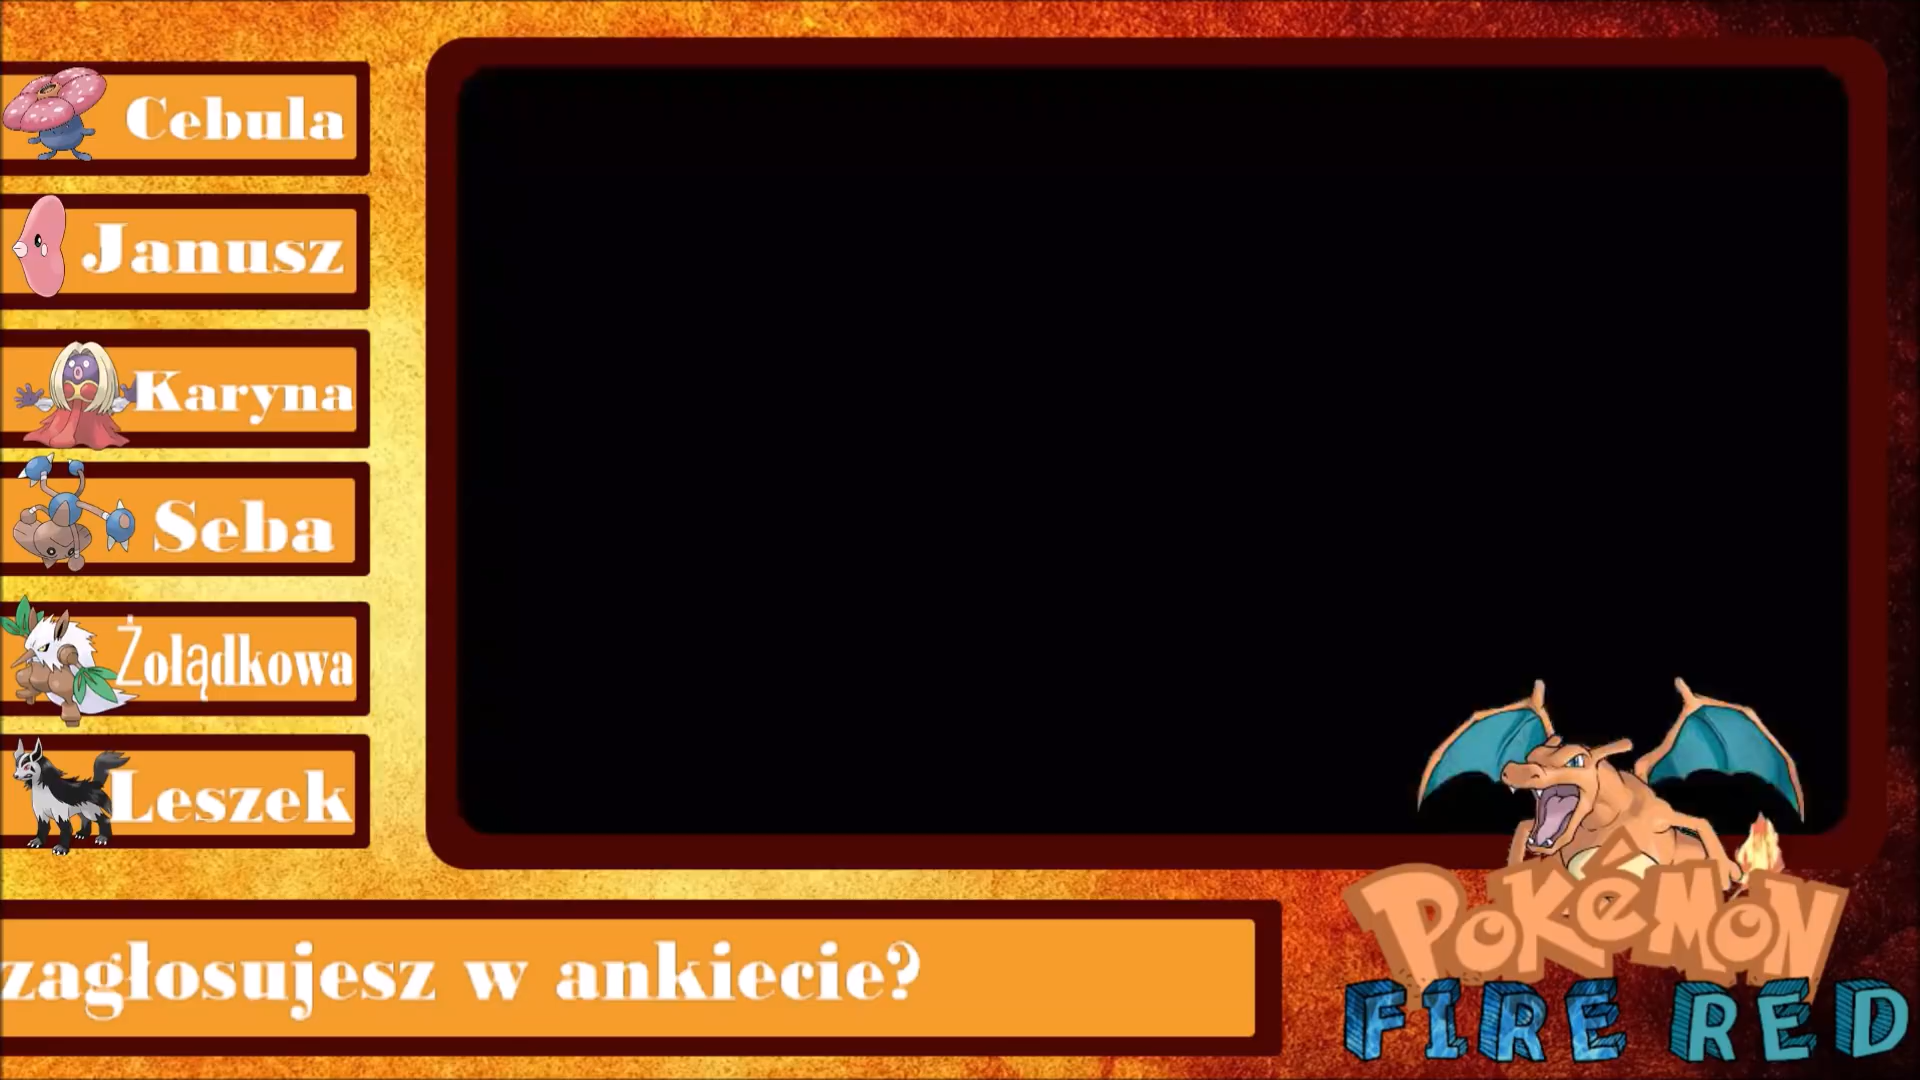 Cebula
Janusz
Karyna
Seba
Żołądkowa
Leszek
zagłosujesz w ankiecie?
POKéMON
FIRE RED